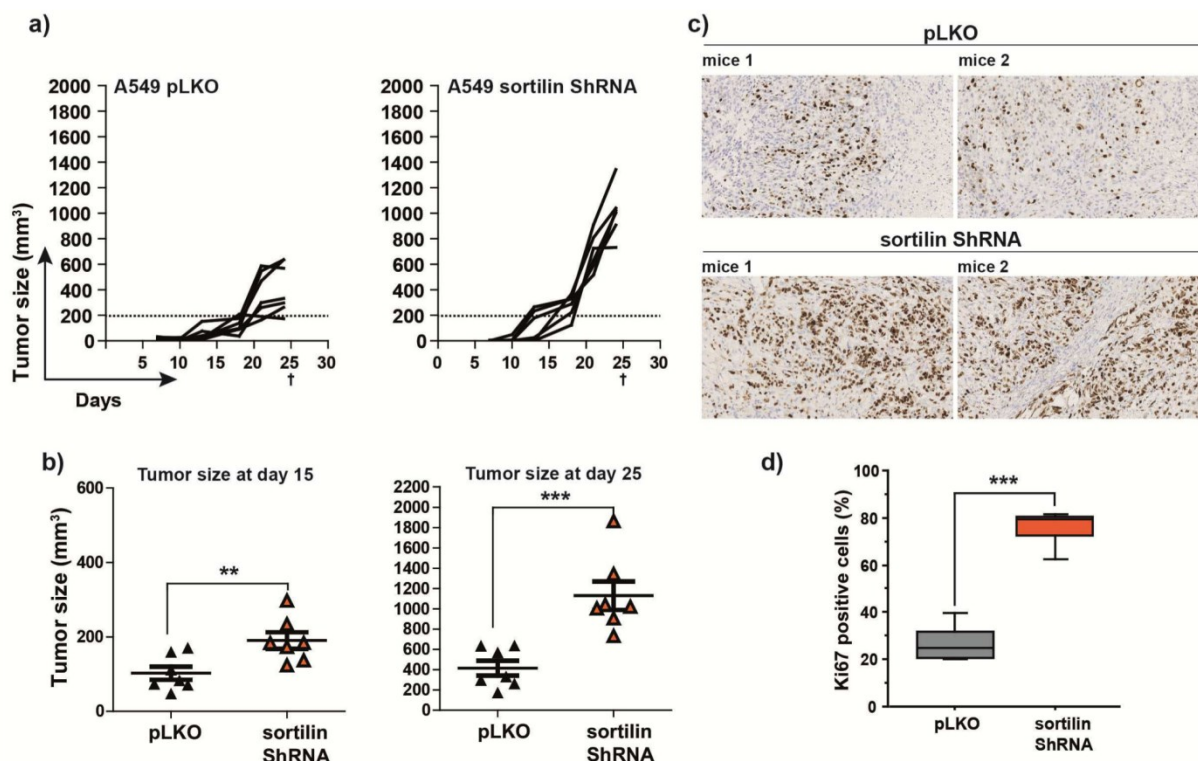 a)
A549 pLKO
2000
1800
1600
1400
1200
1000
800
600
400
200
0
0 5 10 15 20 25 30
†
Tumor size (mm³)
Days
A549 sortilin ShRNA
2000
1800
1600
1400
1200
1000
800
600
400
200
0
0 5 10 15 20 25 30
†
b)
Tumor size at day 15
600
400
200
0
Tumor size (mm³)
**
pLKO
sortilin
ShRNA
Tumor size at day 25
2200
2000
1800
1600
1400
1200
1000
800
600
400
200
0
***
pLKO
sortilin
ShRNA
c)
pLKO
mice 1
mice 2
sortilin ShRNA
mice 1
mice 2
d)
100
80
60
40
20
0
Ki67 positive cells (%)
***
pLKO
sortilin
ShRNA